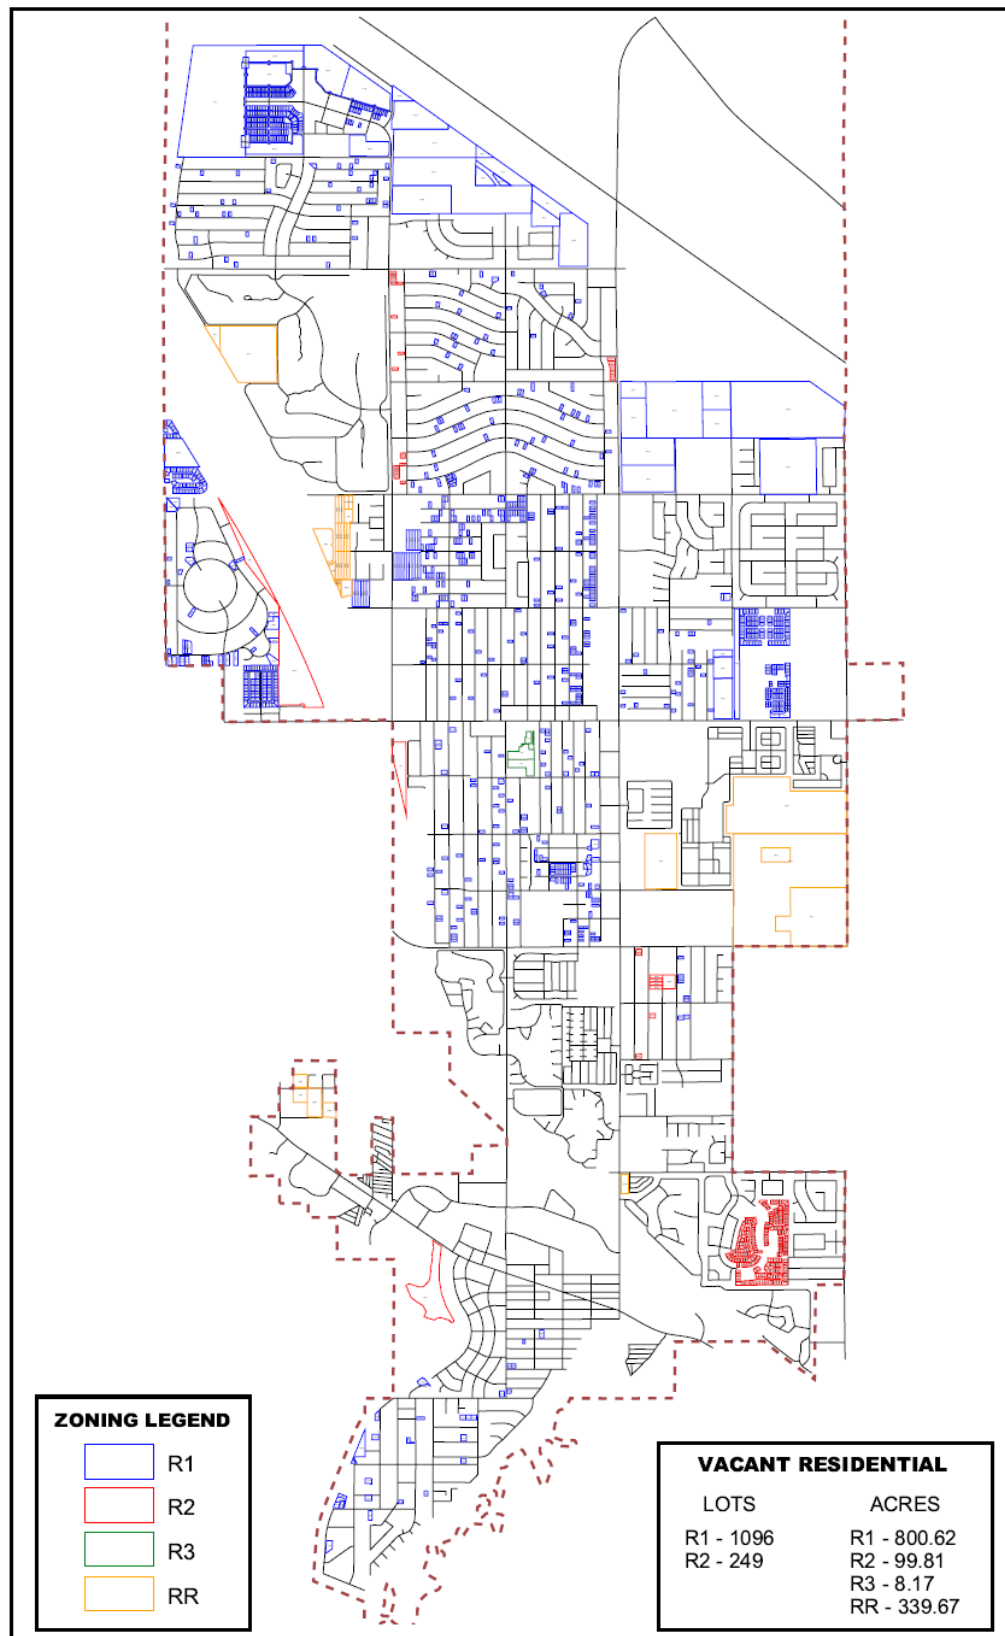 ZONING LEGEND
R1
R2
R3
RR
VACANT RESIDENTIAL
LOTS ACRES
R1 - 1096 R1 - 800.62
R2 - 249 R2 - 99.81
R3 - 8.17
RR - 339.67